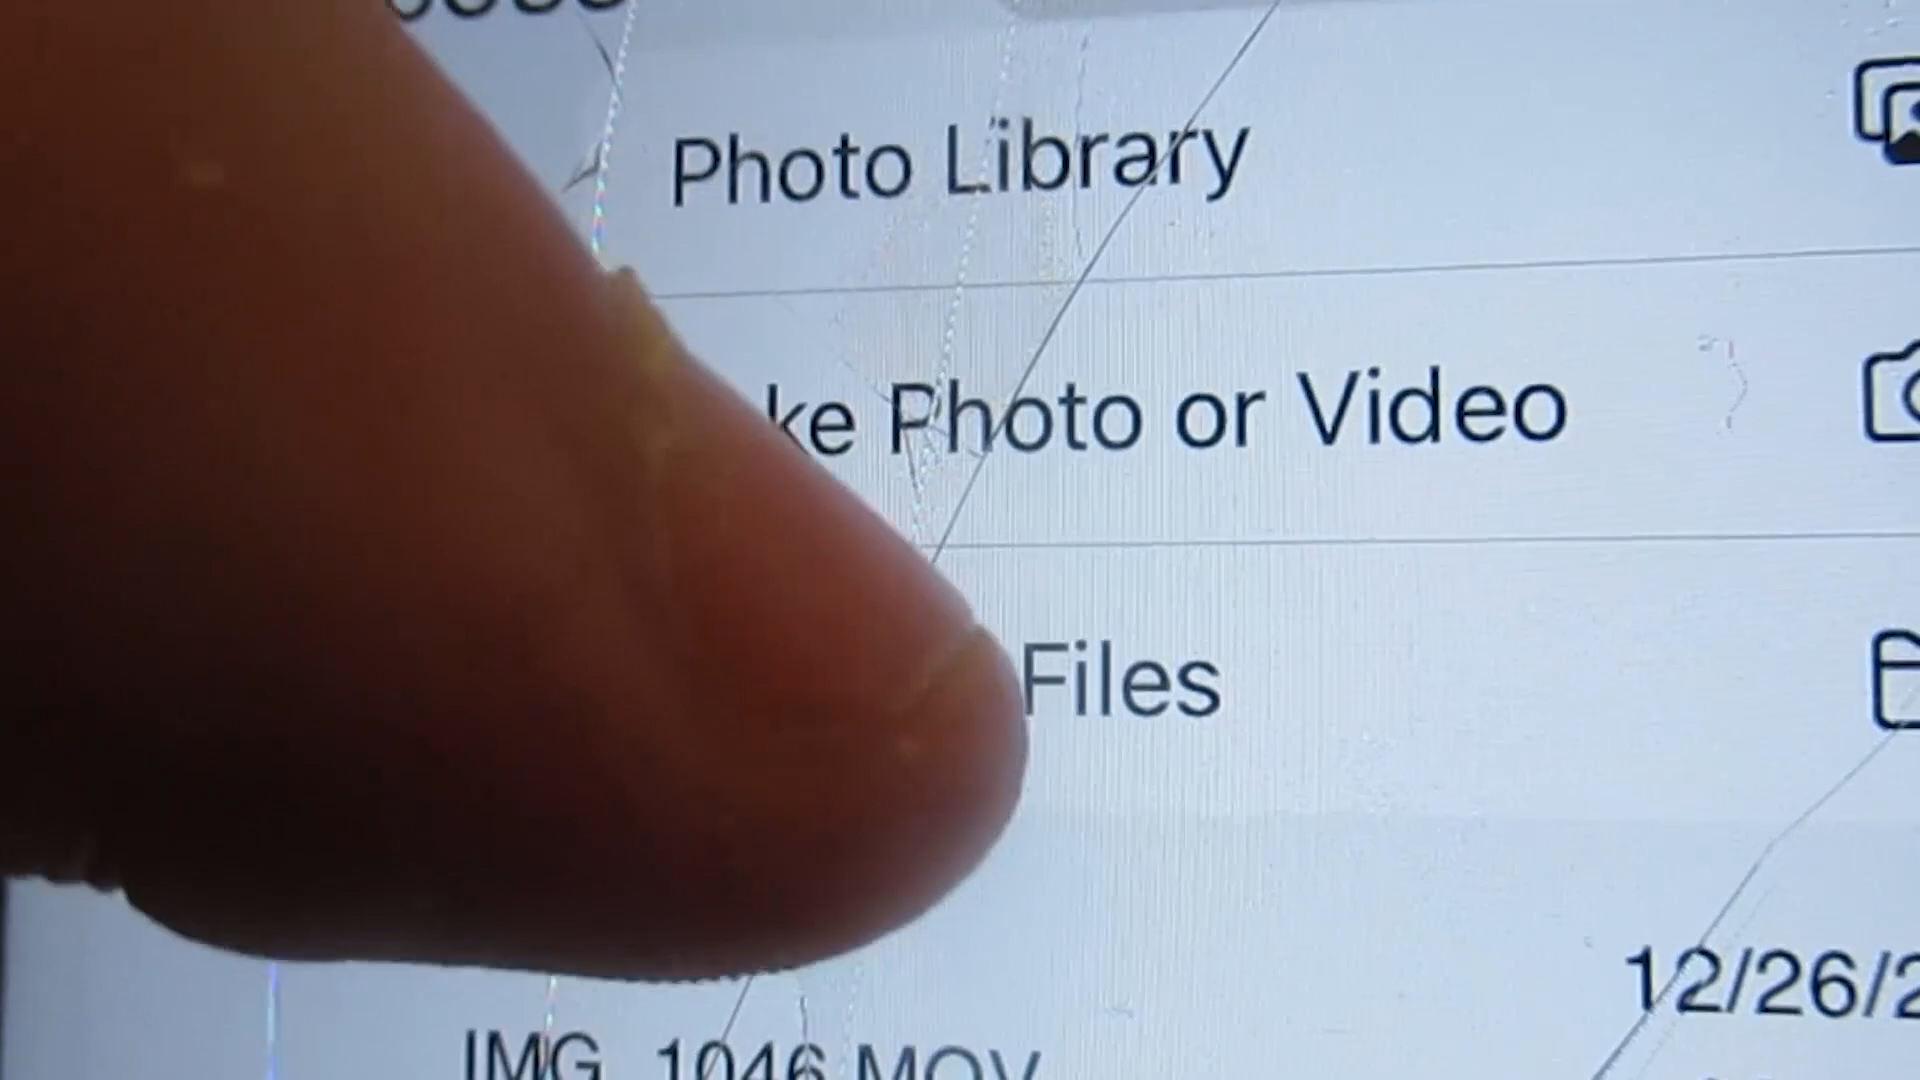 Photo Library
ke Photo or Video
Files
12/26/2
IMG_1046.MOV